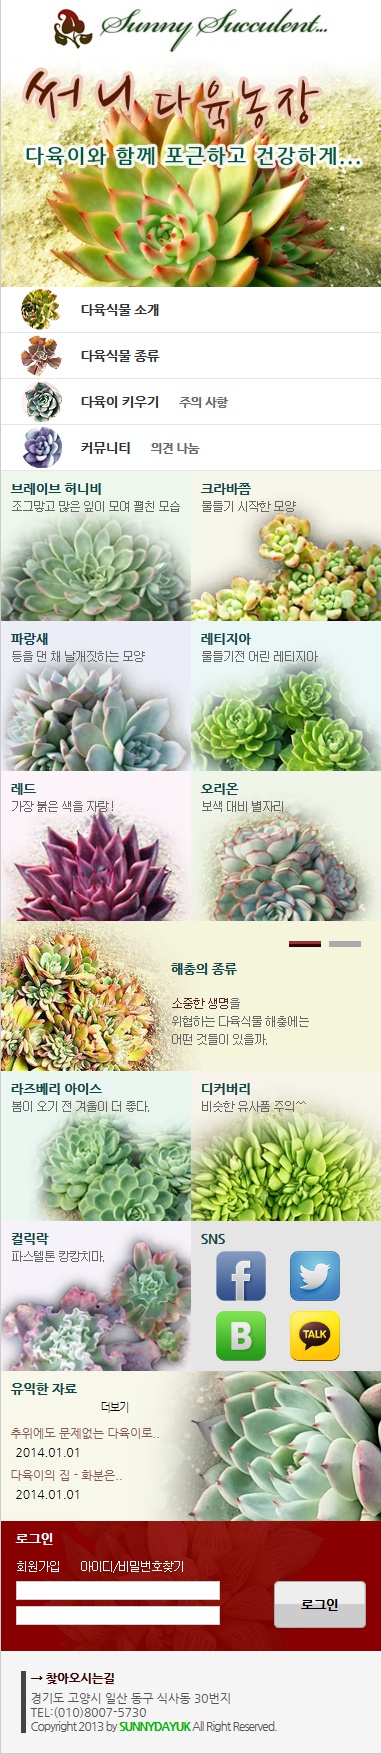 Sunny Succulent...
써니 다육농장
다육이와 함께 포근하고 건강하게...
다육식물 소개
다육식물 종류
다육이 키우기 주의 사항
커뮤니티 의견 나눔
브레이브 허니비
조그맣고 많은 잎이 모여 펼친 모습
크라바쯤
물들기 시작한 모양
파랑새
등을 댄 채 날개짓하는 모양
레티지아
물들기전 어린 레티지아
레드
가장 붉은 색을 자랑!
오리온
보색 대비 별자리
해충의 종류
소중한 생명을
위협하는 다육식물 해충에는
어떤 것들이 있을까.
라즈베리 아이스
봄이 오기 전 겨울이 더 좋다.
디커버리
비슷한 유사품 주의^^
컬릭락
파스텔톤 캉캉치마.
SNS
f
B
TALK
유익한 자료
더보기
추위에도 문제없는 다육이로..
2014.01.01
다육이의 집 - 화분은..
2014.01.01
로그인
회원가입 아이디/비밀번호찾기
로그인
→ 찾아오시는길
경기도 고양시 일산 동구 식사동 30번지
TEL:(010)8007-5730
Copyright 2013 by SUNNYDAYUK All Right Reserved.